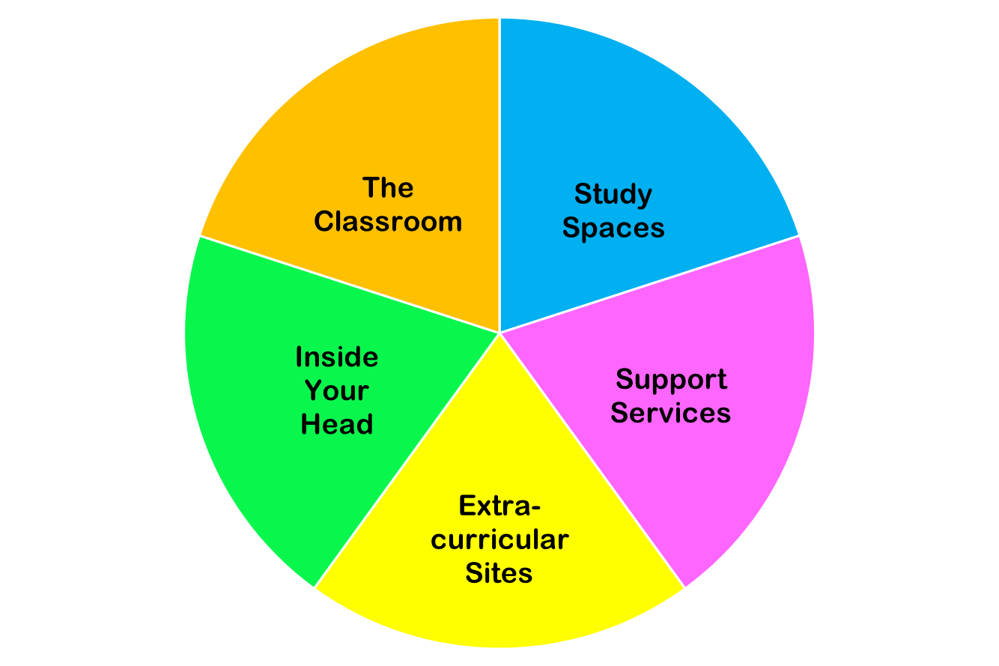 The
Classroom
Study
Spaces
Inside
Your
Head
Support
Services
Extra-
curricular
Sites